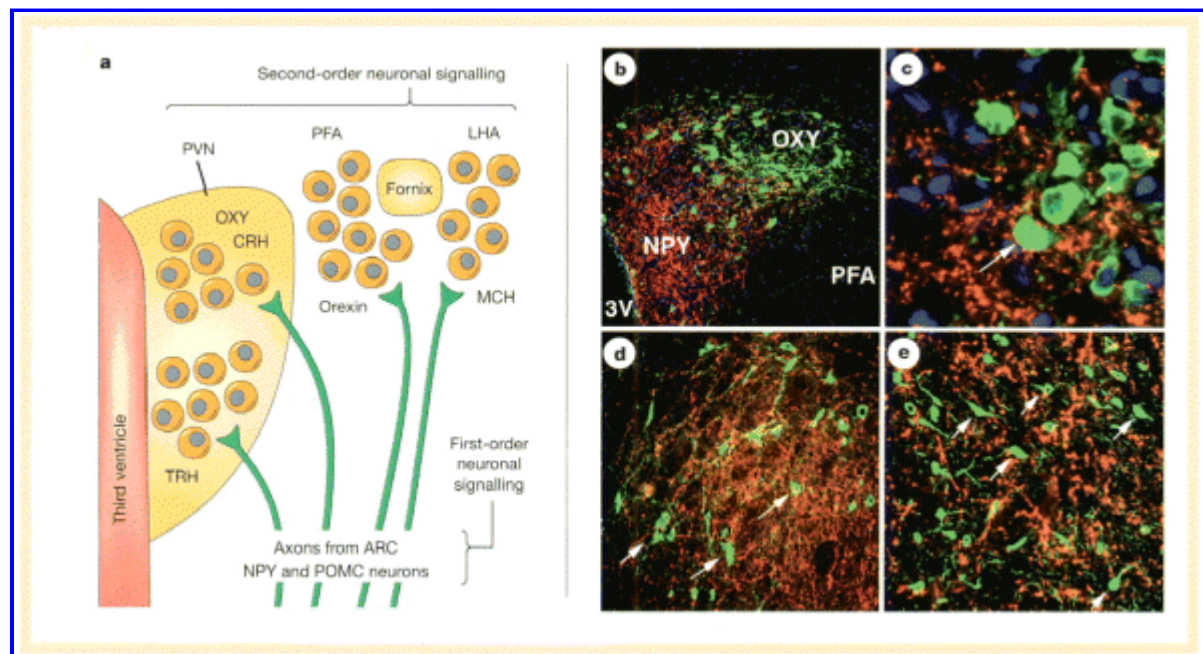 a
Second-order neuronal signalling
PFA
LHA
PVN
Fornix
OXY
CRH
Orexin
MCH
TRH
Third ventricle
First-order
neuronal
signalling
Axons from ARC
NPY and POMC neurons
b
OXY
NPY
PFA
3V
c
d
e